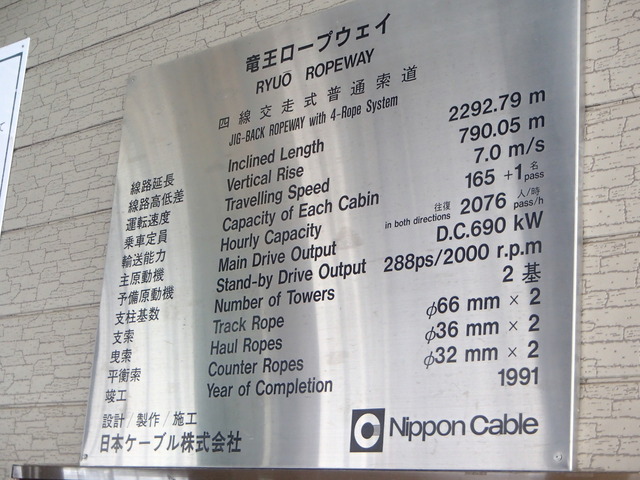 竜王ロープウェイ
RYUŌ ROPEWAY
四線交走式普通索道
JIG-BACK ROPEWAY with 4-Rope System
線路延長 Inclined Length 2292.79 m
線路高低差 Vertical Rise 790.05 m
運転速度 Travelling Speed 7.0 m/s
乗車定員 Capacity of Each Cabin 165 +1名 pass
輸送能力 Hourly Capacity 往復 in both directions 2076 人/時 pass/h
主原動機 Main Drive Output D.C.690 kW
予備原動機 Stand-by Drive Output 288ps/2000 r.p.m
支柱基数 Number of Towers 2 基
支索 Track Rope φ66 mm × 2
曳索 Haul Ropes φ36 mm × 2
平衡索 Counter Ropes φ32 mm × 2
竣工 Year of Completion 1991
設計/製作/施工
日本ケーブル株式会社
Nippon Cable